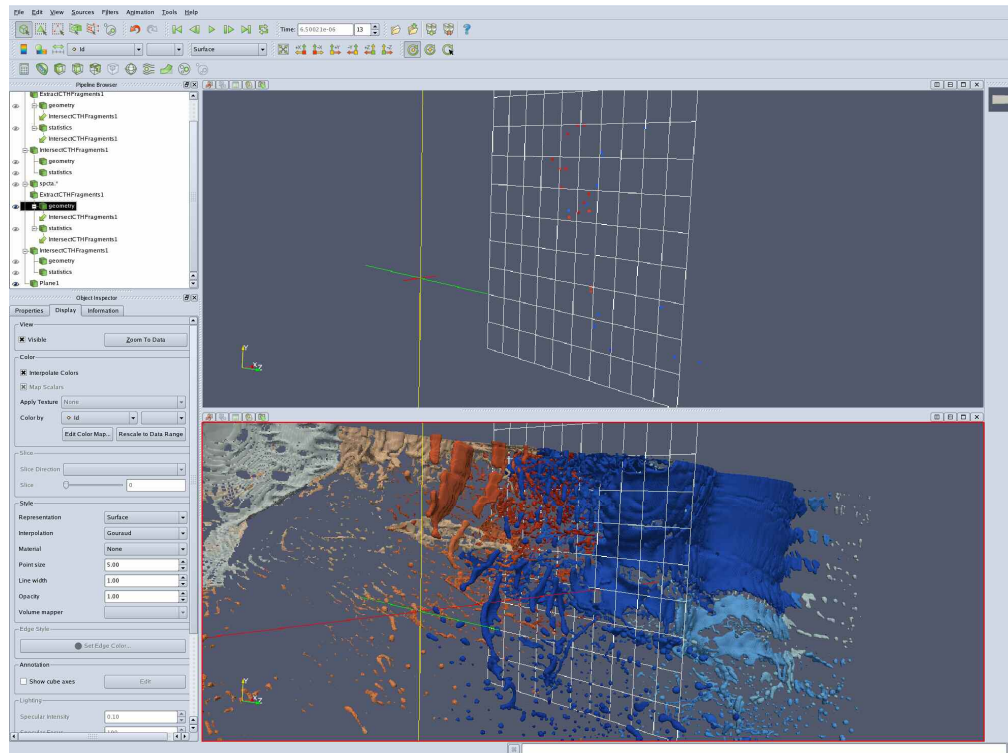 File Edit View Sources Filters Animation Tools Help
Time: 6.50021e-06 13
Id Surface
Pipeline Browser
ExtractCTHFragments1
geometry
IntersectCTHFragments1
statistics
IntersectCTHFragments1
IntersectCTHFragments1
geometry
statistics
spcta.*
ExtractCTHFragments1
geometry
IntersectCTHFragments1
statistics
IntersectCTHFragments1
IntersectCTHFragments1
geometry
statistics
Plane1
Object Inspector
Properties Display Information
View
Visible Zoom To Data
Color
Interpolate Colors
Map Scalars
Apply Texture None
Color by Id
Edit Color Map... Rescale to Data Range
Slice
Slice Direction
Slice 0
Style
Representation Surface
Interpolation Gouraud
Material None
Point size 5.00
Line width 1.00
Opacity 1.00
Volume mapper
Edge Style
Set Edge Color...
Annotation
Show cube axes Edit
Lighting
Specular Intensity 0.10
Specular Power 100
Y
X
Z
Y
X
Z